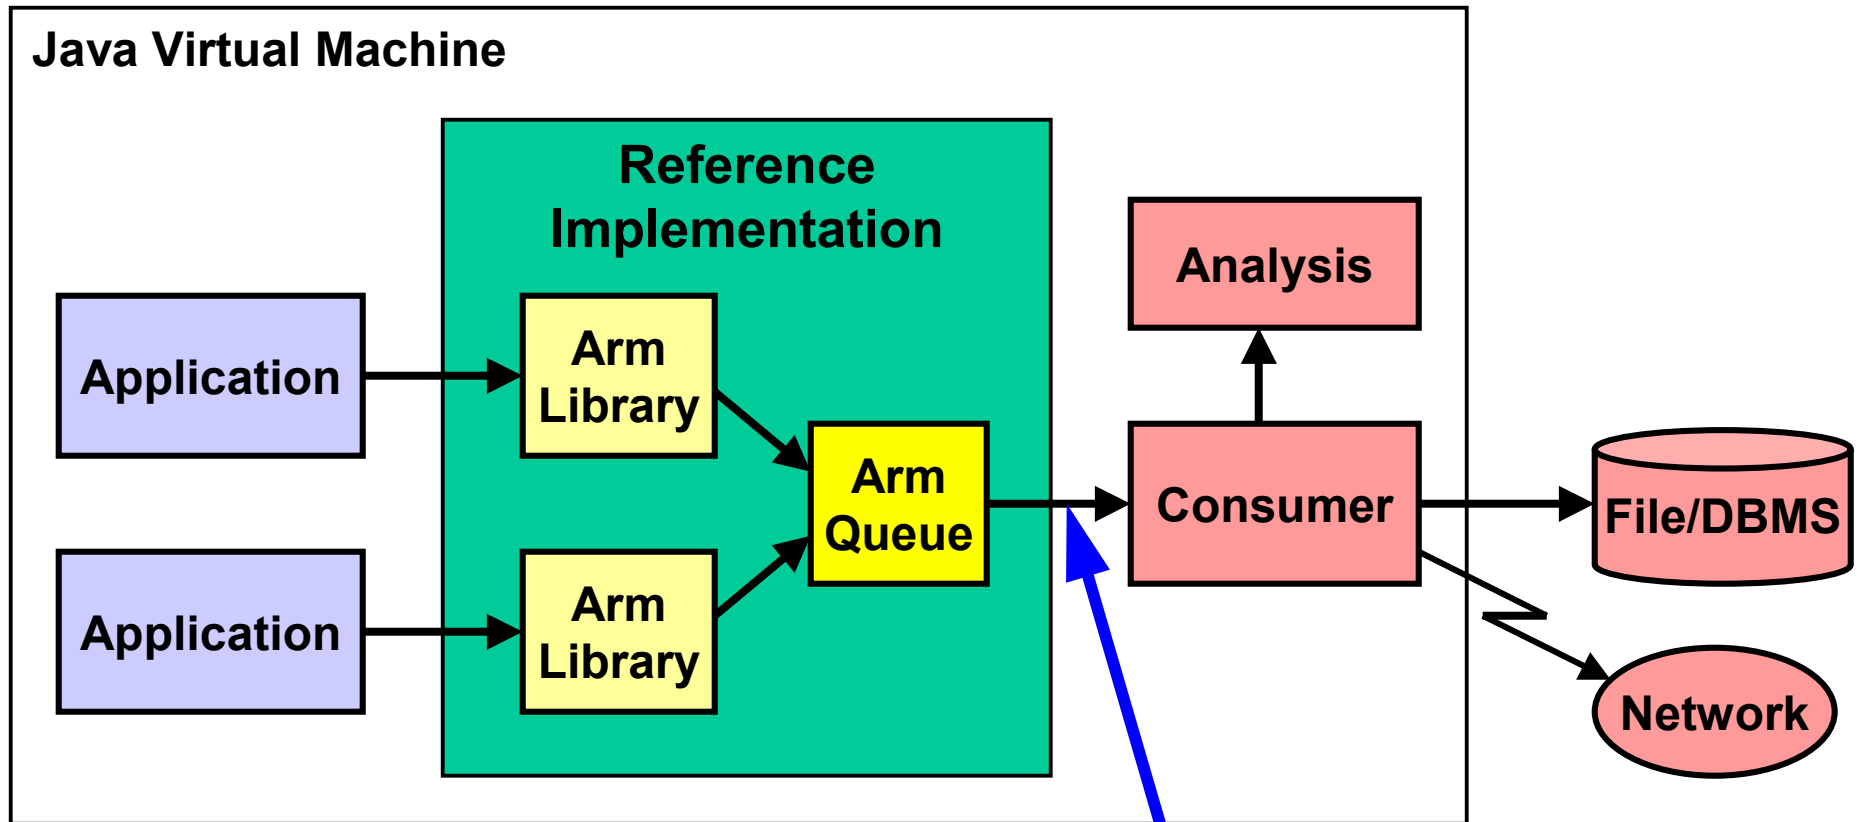 Java Virtual Machine
Reference
Implementation
Analysis
Application
Arm
Library
Arm
Queue
Consumer
File/DBMS
Application
Arm
Library
Network